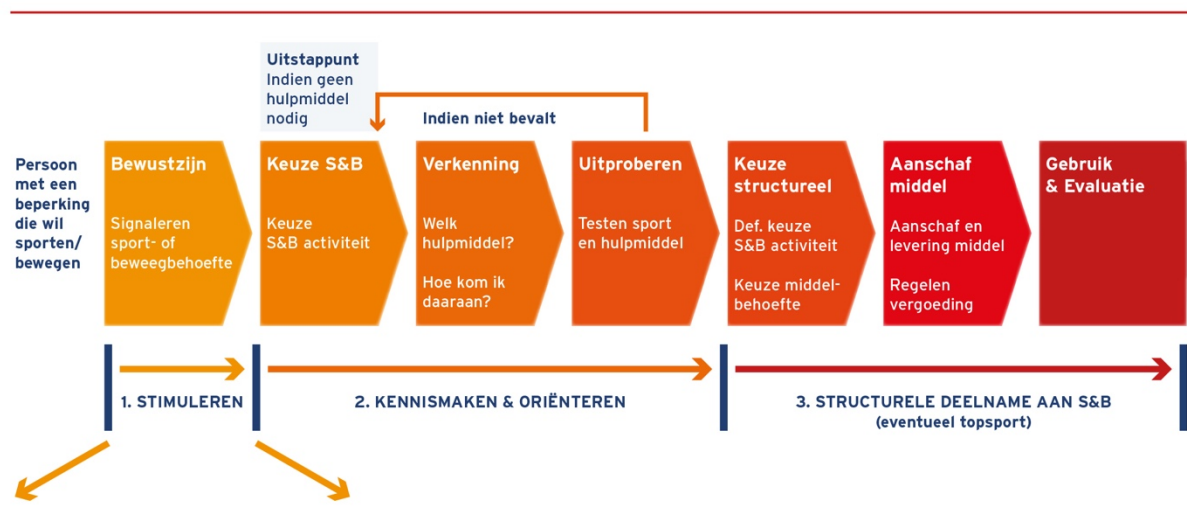 Uitstappunt
Indien geen
hulpmiddel
nodig
Indien niet bevalt
Persoon
met een
beperking
die wil
sporten/
bewegen
Bewustzijn
Signaleren
sport- of
beweegbehoefte
Keuze S&B
Keuze
S&B activiteit
Verkenning
Welk
hulpmiddel?
Hoe kom ik
daaraan?
Uitproberen
Testen sport
en hulpmiddel
Keuze
structureel
Def. keuze
S&B activiteit
Keuze middel-
behoefte
Aanschaf
middel
Aanschaf en
levering middel
Regelen
vergoeding
Gebruik
& Evaluatie
1. STIMULEREN
2. KENNISMAKEN & ORIËNTEREN
3. STRUCTURELE DEELNAME AAN S&B
(eventueel topsport)